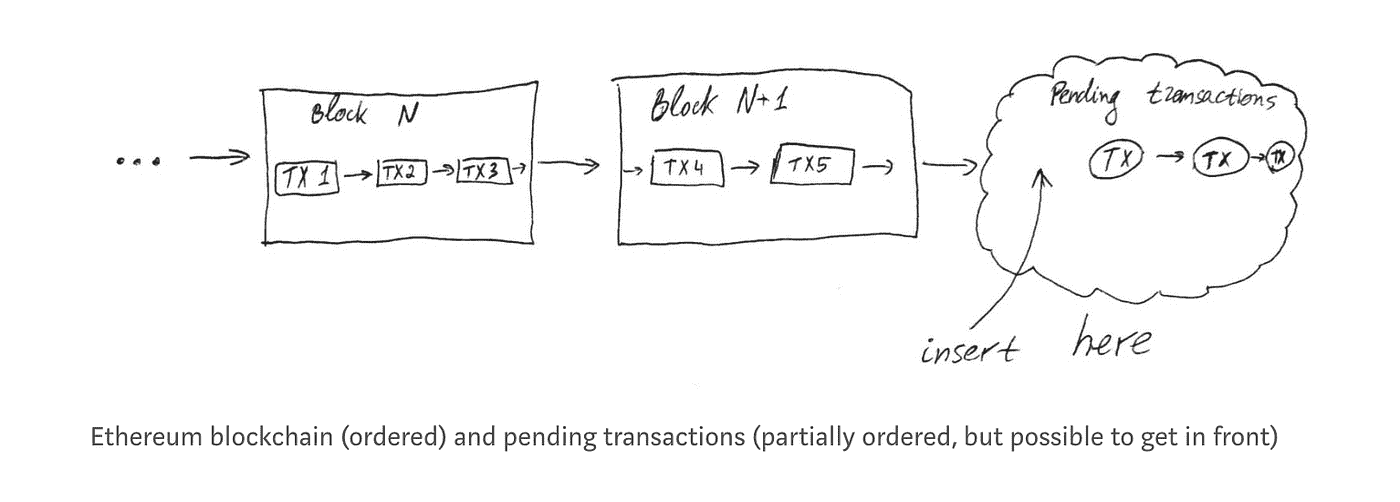 Block N
TX 1
TX2
TX3
Block N+1
TX4
TX5
Pending transactions
TX
TX
TX
insert here
Ethereum blockchain (ordered) and pending transactions (partially ordered, but possible to get in front)